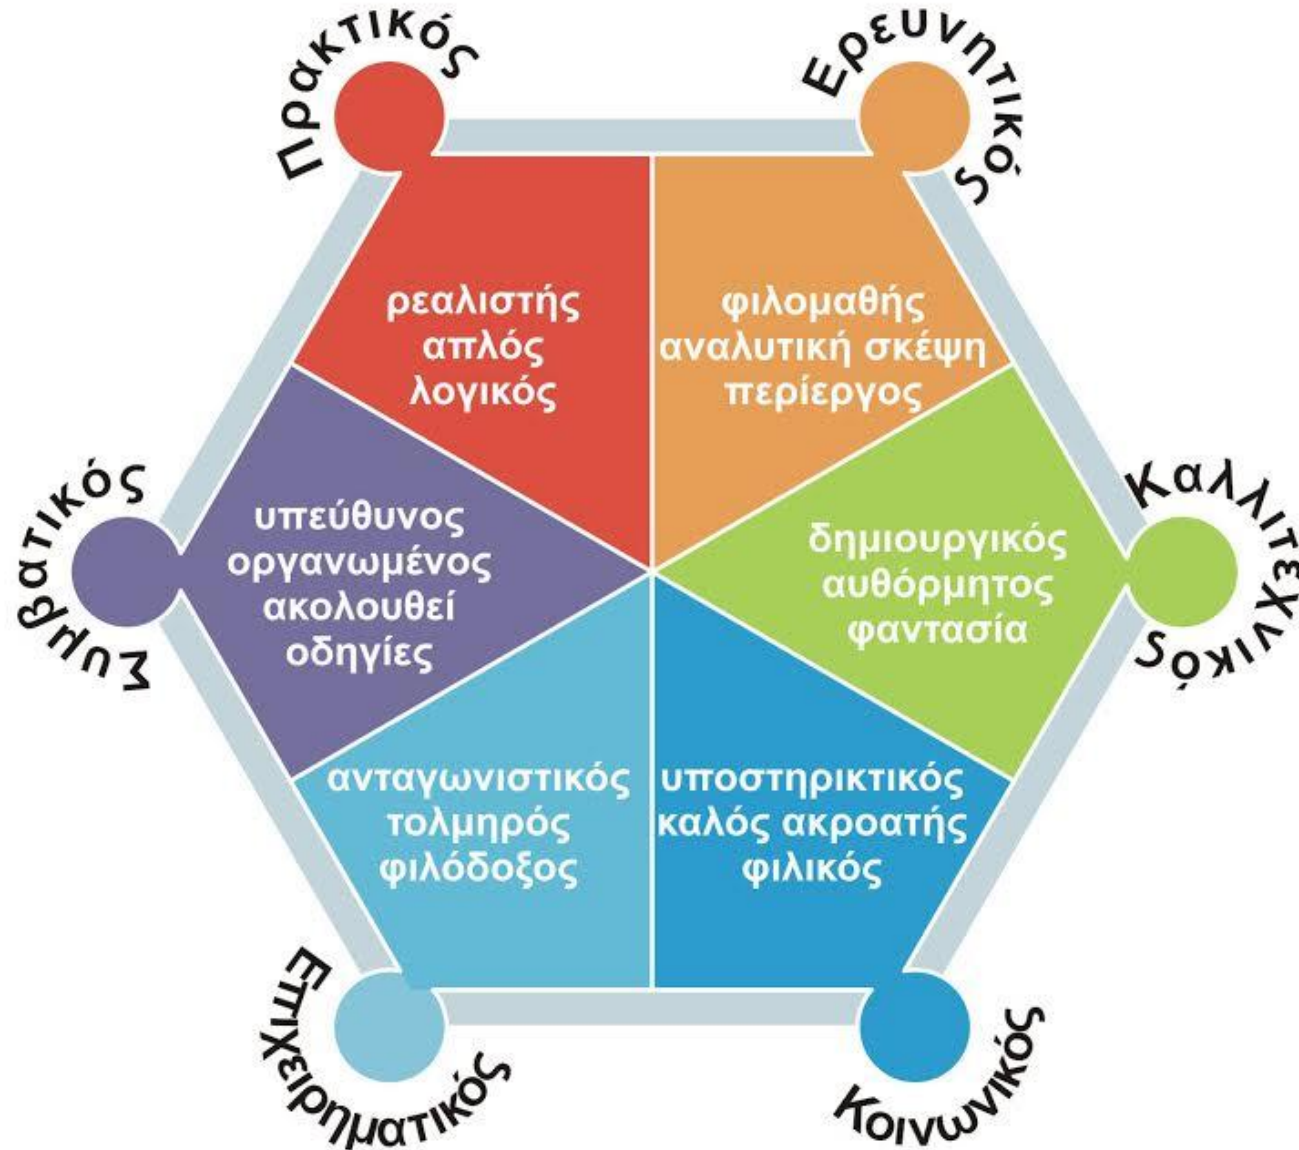 Πρακτικός
Ερευνητικός
ρεαλιστής
απλός
λογικός
φιλομαθής
αναλυτική σκέψη
περίεργος
Συμβατικός
υπεύθυνος
οργανωμένος
ακολουθεί
οδηγίες
Καλλιτεχνικός
δημιουργικός
αυθόρμητος
φαντασία
ανταγωνιστικός
τολμηρός
φιλόδοξος
υποστηρικτικός
καλός ακροατής
φιλικός
Επιχειρηματικός
Κοινωνικός